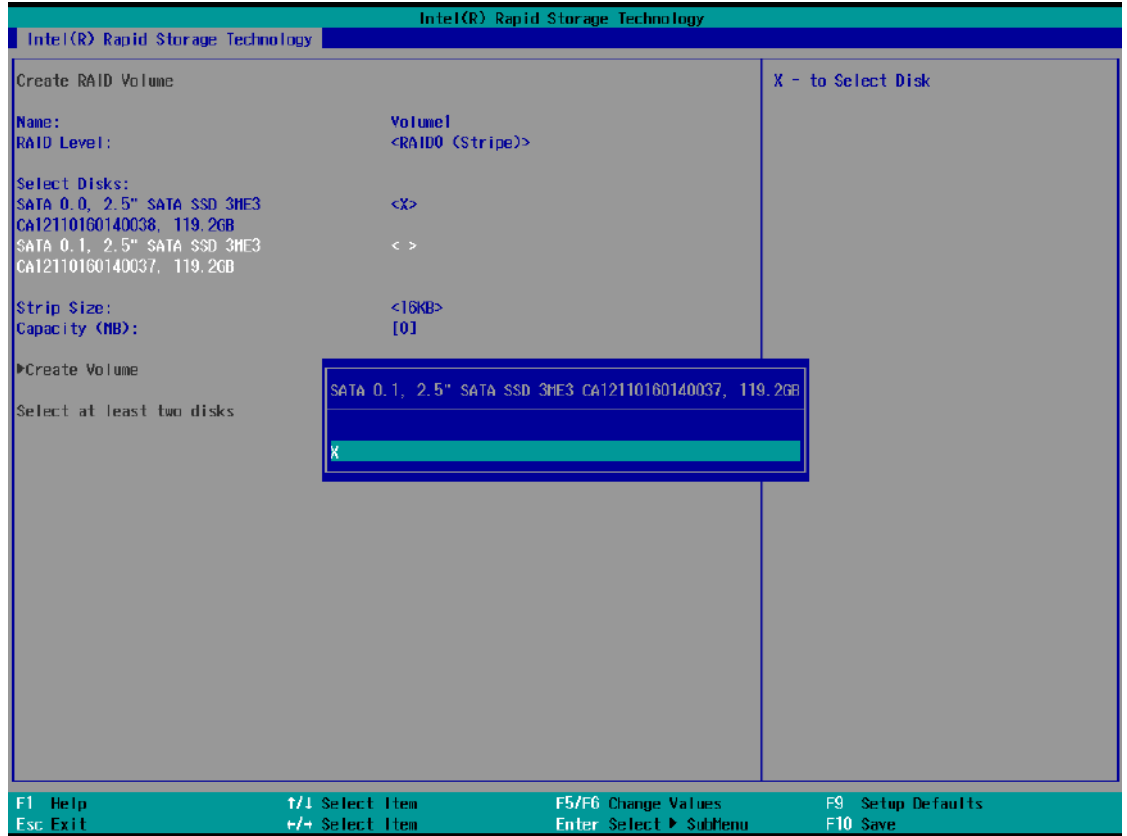 Intel(R) Rapid Storage Technology
Intel(R) Rapid Storage Technology
Create RAID Volume
X - to Select Disk
Name: Volume1
RAID Level: <RAID0 (Stripe)>
Select Disks:
SATA 0.0, 2.5" SATA SSD 3ME3 <X>
CA12110160140038, 119.2GB
SATA 0.1, 2.5" SATA SSD 3ME3 < >
CA12110160140037, 119.2GB
Strip Size: <16KB>
Capacity (MB): [0]
▶Create Volume
Select at least two disks
SATA 0.1, 2.5" SATA SSD 3ME3 CA12110160140037, 119.2GB
X
F1 Help ↑/↓ Select Item F5/F6 Change Values F9 Setup Defaults
Esc Exit ←/→ Select Item Enter Select ▶ SubMenu F10 Save